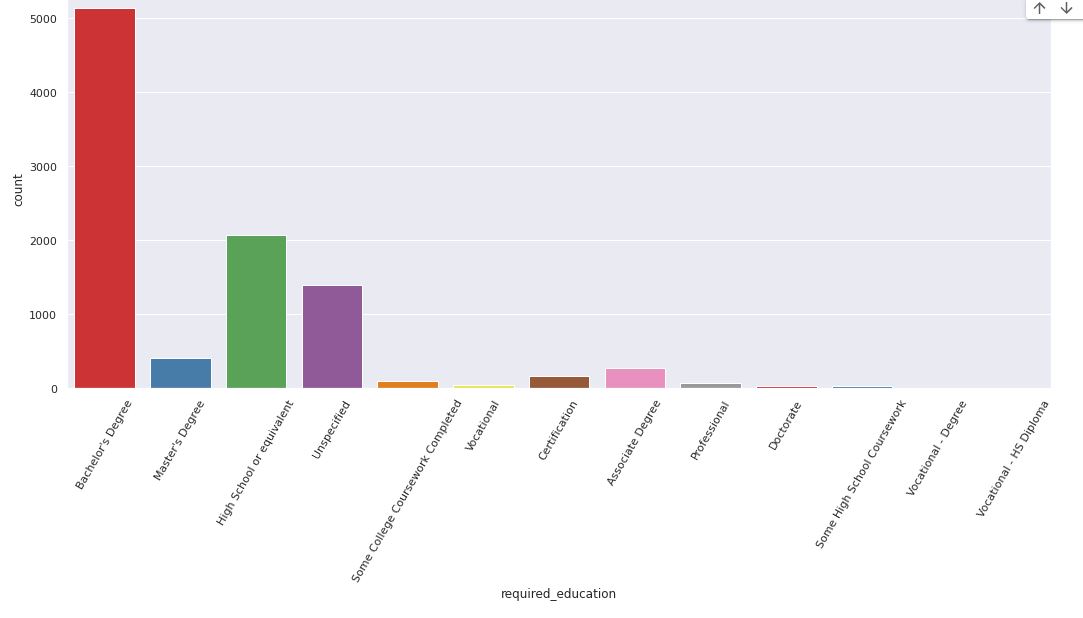 5000
4000
3000
2000
1000
0
count
Bachelor's Degree
Master's Degree
High School or equivalent
Unspecified
Some College Coursework Completed
Vocational
Certification
Associate Degree
Professional
Doctorate
Some High School Coursework
Vocational - Degree
Vocational - HS Diploma
required_education